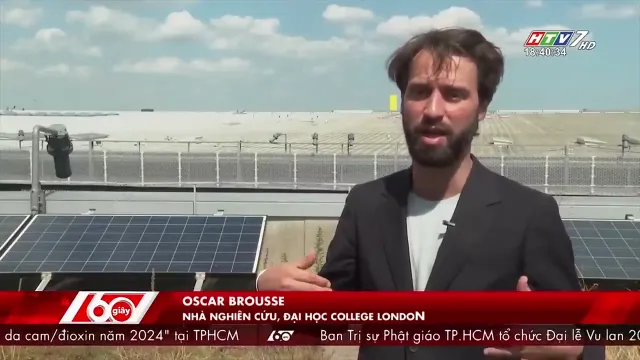 HTV7 HD
18:40:34
OSCAR BROUSSE
NHÀ NGHIÊN CỨU, ĐẠI HỌC COLLEGE LONDON
60 giây
da cam/dioxin năm 2024" tại TPHCM Ban Trị sự Phật giáo TP.HCM tổ chức Đại lễ Vu lan 20